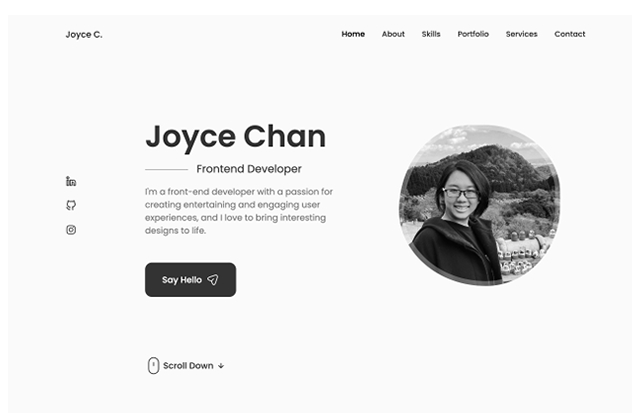 Joyce C.
Home About Skills Portfolio Services Contact
Joyce Chan
Frontend Developer
I'm a front-end developer with a passion for
creating entertaining and engaging user
experiences, and I love to bring interesting
designs to life.
Say Hello
Scroll Down